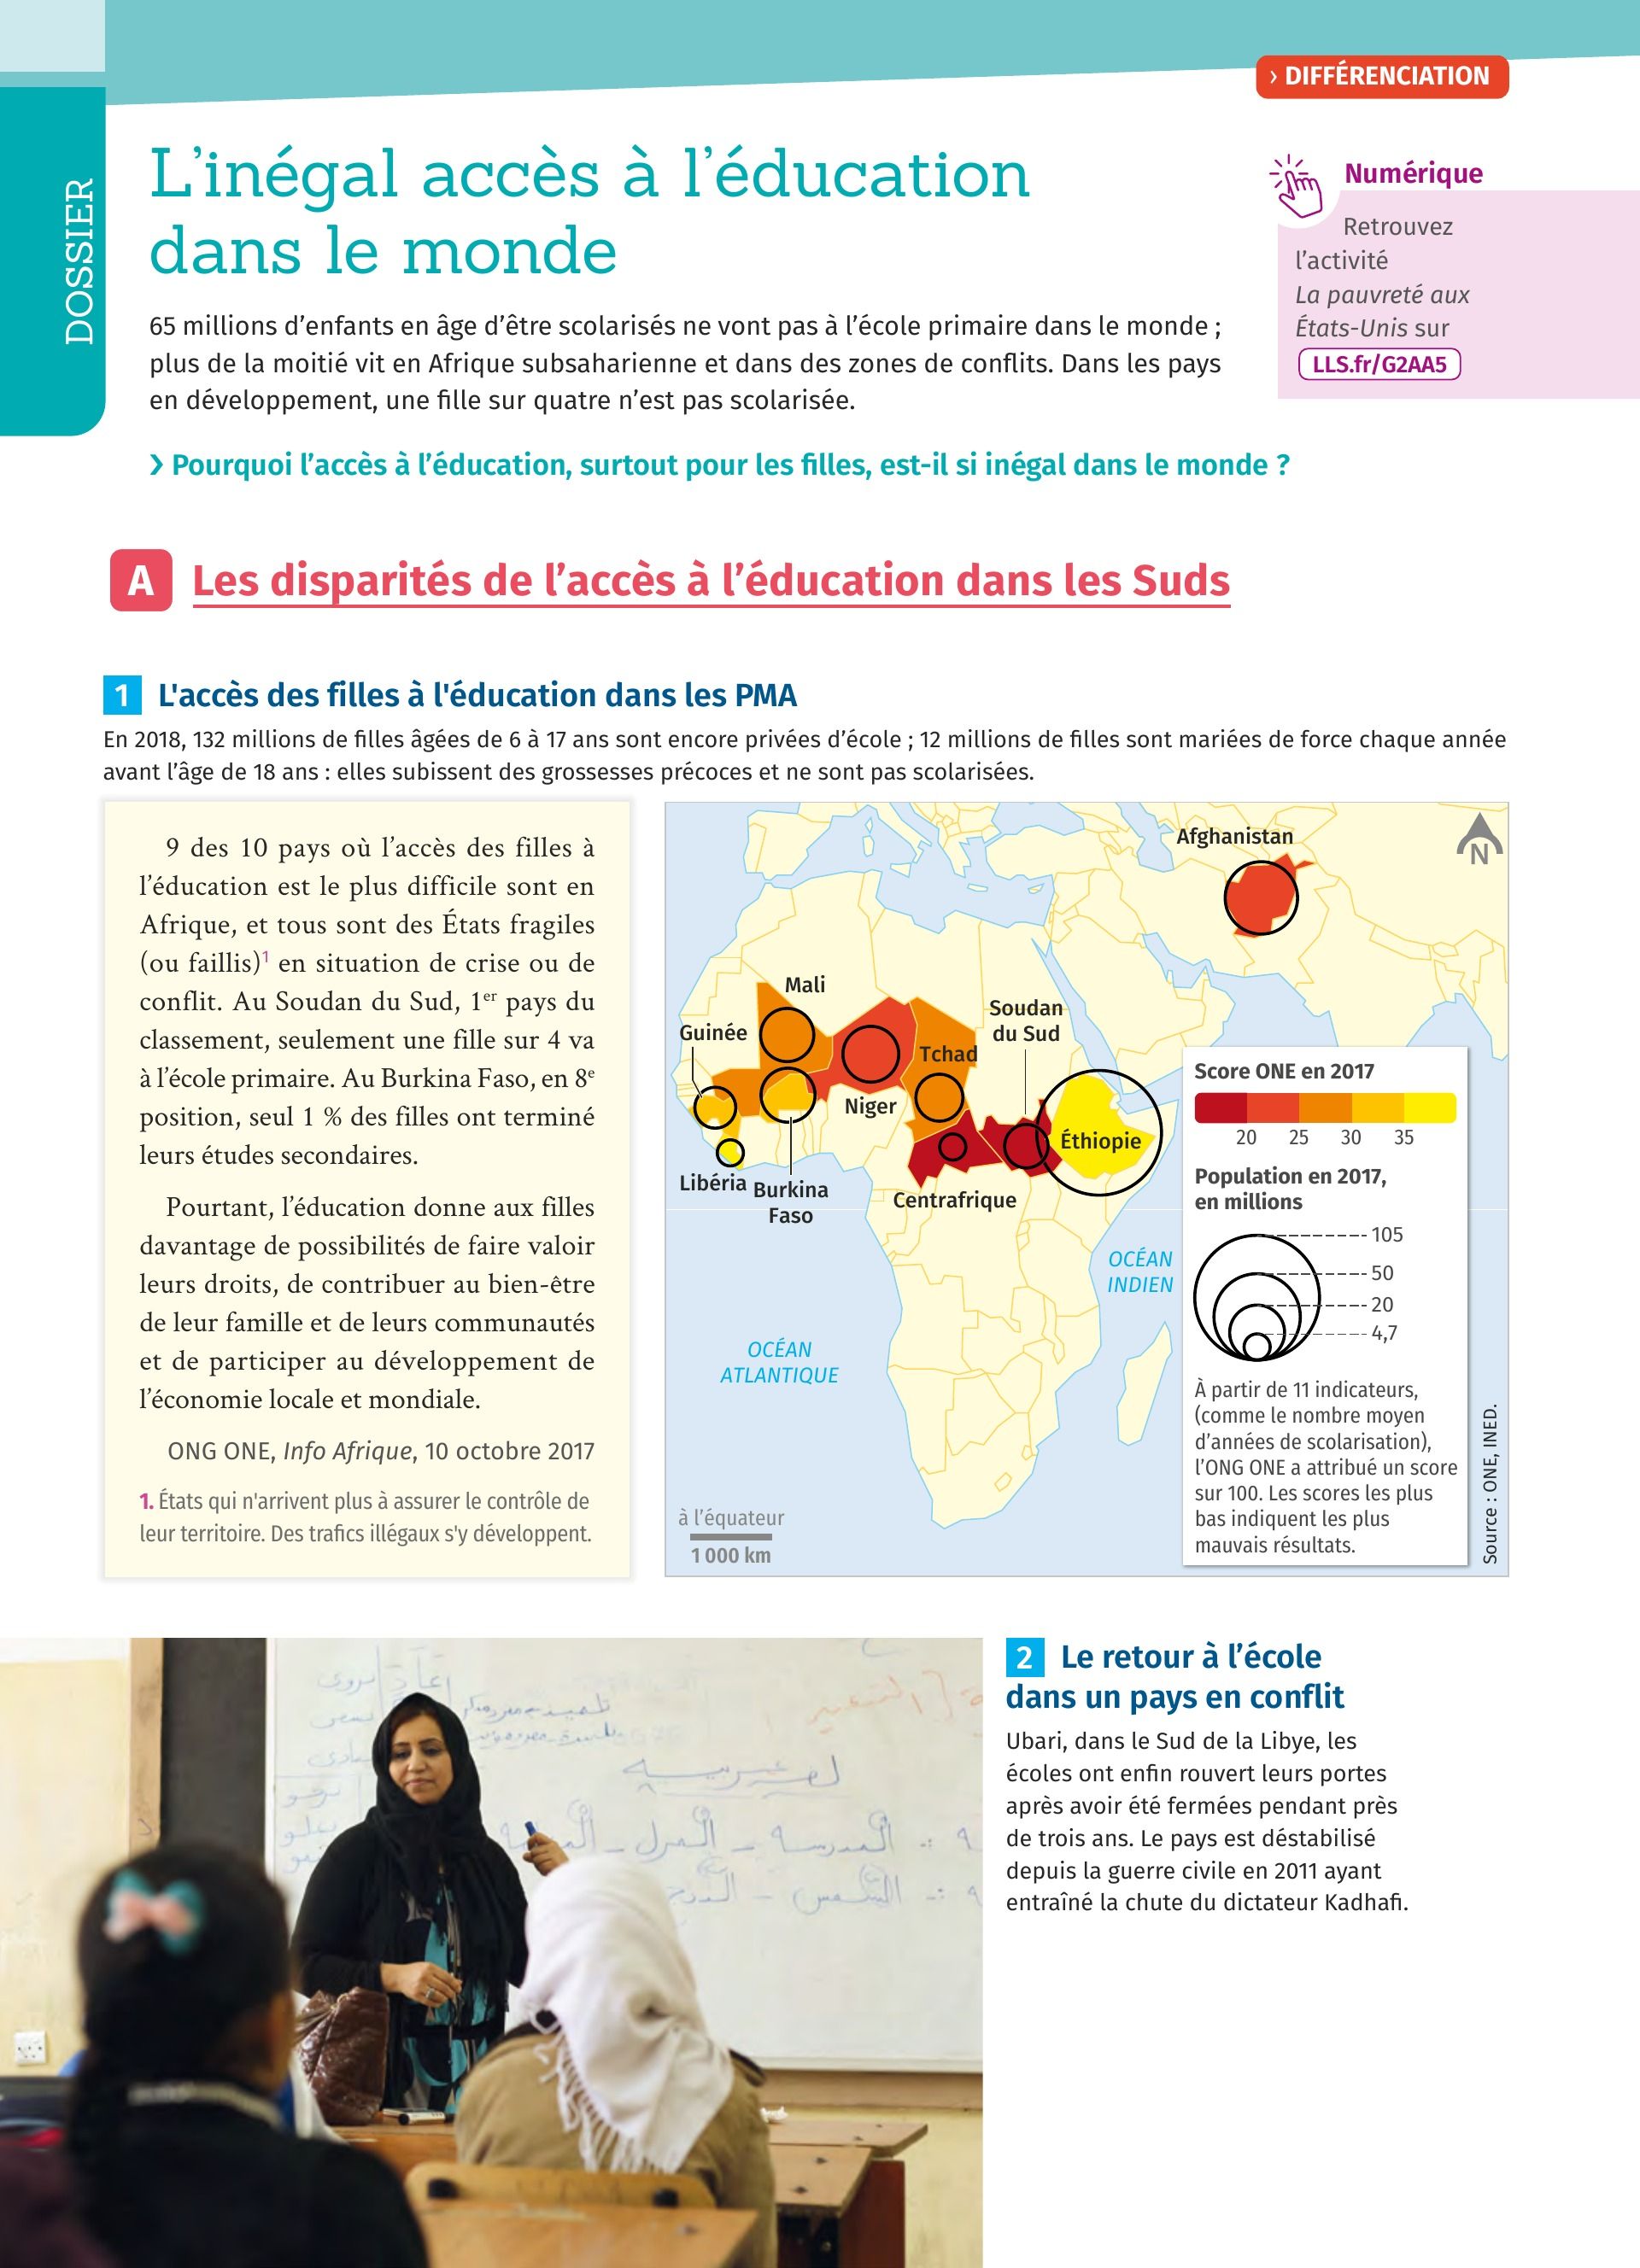 › DIFFÉRENCIATION
DOSSIER
L’inégal accès à l’éducation
dans le monde
65 millions d’enfants en âge d’être scolarisés ne vont pas à l’école primaire dans le monde ;
plus de la moitié vit en Afrique subsaharienne et dans des zones de conflits. Dans les pays
en développement, une fille sur quatre n’est pas scolarisée.
Numérique
Retrouvez
l’activité
La pauvreté aux
États-Unis sur
LLS.fr/G2AA5
› Pourquoi l’accès à l’éducation, surtout pour les filles, est-il si inégal dans le monde ?
A Les disparités de l’accès à l’éducation dans les Suds
1 L'accès des filles à l'éducation dans les PMA
En 2018, 132 millions de filles âgées de 6 à 17 ans sont encore privées d’école ; 12 millions de filles sont mariées de force chaque année
avant l’âge de 18 ans : elles subissent des grossesses précoces et ne sont pas scolarisées.
9 des 10 pays où l’accès des filles à
l’éducation est le plus difficile sont en
Afrique, et tous sont des États fragiles
(ou faillis)1 en situation de crise ou de
conflit. Au Soudan du Sud, 1er pays du
classement, seulement une fille sur 4 va
à l’école primaire. Au Burkina Faso, en 8e
position, seul 1 % des filles ont terminé
leurs études secondaires.
Pourtant, l’éducation donne aux filles
davantage de possibilités de faire valoir
leurs droits, de contribuer au bien-être
de leur famille et de leurs communautés
et de participer au développement de
l’économie locale et mondiale.
ONG ONE, Info Afrique, 10 octobre 2017
1. États qui n'arrivent plus à assurer le contrôle de
leur territoire. Des trafics illégaux s'y développent.
Afghanistan
N
Mali
Guinée
Soudan
du Sud
Tchad
Niger
Éthiopie
Libéria
Burkina
Faso
Centrafrique
OCÉAN
INDIEN
OCÉAN
ATLANTIQUE
à l’équateur
1 000 km
Score ONE en 2017
20 25 30 35
Population en 2017,
en millions
105
50
20
4,7
À partir de 11 indicateurs,
(comme le nombre moyen
d’années de scolarisation),
l’ONG ONE a attribué un score
sur 100. Les scores les plus
bas indiquent les plus
mauvais résultats.
Source : ONE, INED.
2 Le retour à l’école
dans un pays en conflit
Ubari, dans le Sud de la Libye, les
écoles ont enfin rouvert leurs portes
après avoir été fermées pendant près
de trois ans. Le pays est déstabilisé
depuis la guerre civile en 2011 ayant
entraîné la chute du dictateur Kadhafi.